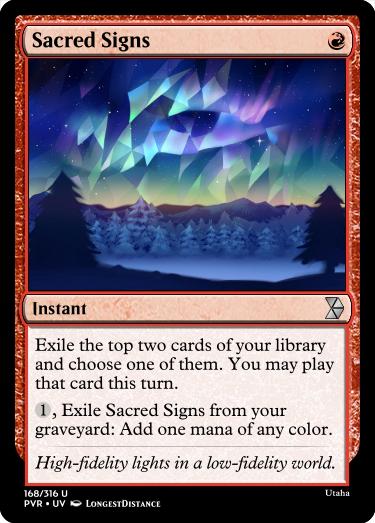 Sacred Signs
Instant
Exile the top two cards of your library
and choose one of them. You may play
that card this turn.
1, Exile Sacred Signs from your
graveyard: Add one mana of any color.
High-fidelity lights in a low-fidelity world.
168/316 U
Utaha
PVR • UV LongestDistance